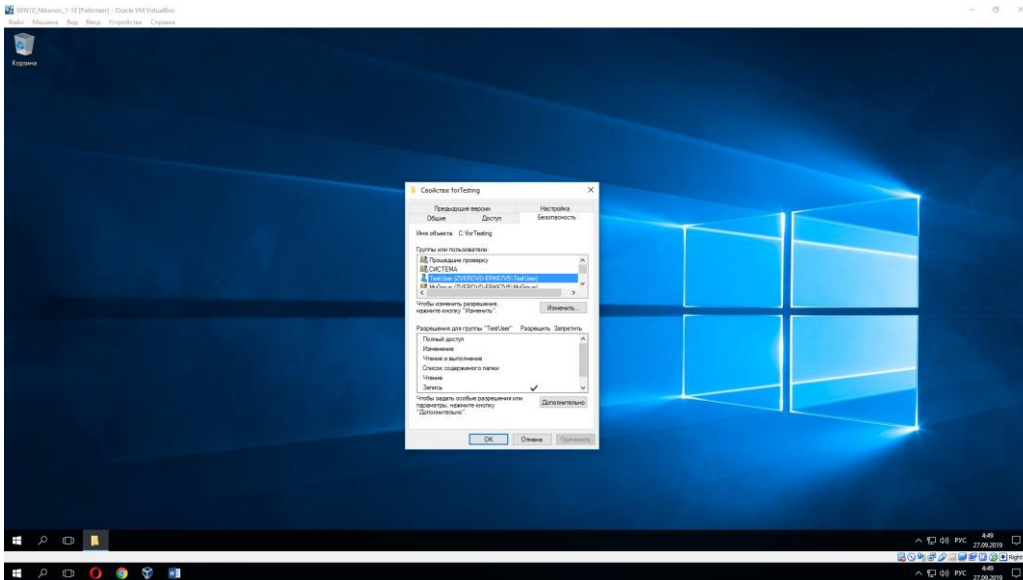 WIN10_Nikonov_1-18 [Работает] - Oracle VM VirtualBox
Файл Машина Вид Ввод Устройства Справка
Корзина
Свойства: forTesting
Предыдущие версии Настройка
Общие Доступ Безопасность
Имя объекта: C:\forTesting
Группы или пользователи:
Прошедшие проверку
СИСТЕМА
TestUser (ZVEROVD-ERK67V5\TestUser)
Чтобы изменить разрешения,
нажмите кнопку "Изменить".
Изменить...
Разрешения для группы "TestUser" Разрешить Запретить
Полный доступ
Изменение
Чтение и выполнение
Список содержимого папки
Чтение
Запись
Чтобы задать особые разрешения или
параметры, нажмите кнопку
"Дополнительно".
Дополнительно
ОК Отмена Применить
РУС 4:49
27.09.2019
Right
РУС 4:49
27.09.2019